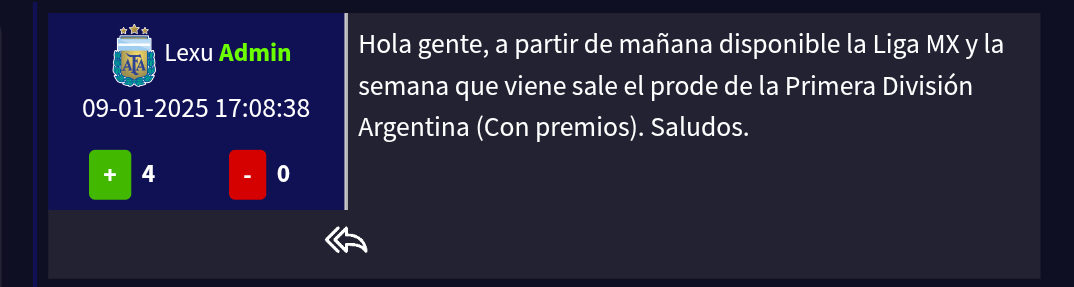 AFA
Lexu Admin
09-01-2025 17:08:38
+ 4 - 0
Hola gente, a partir de mañana disponible la Liga MX y la
semana que viene sale el prode de la Primera División
Argentina (Con premios). Saludos.